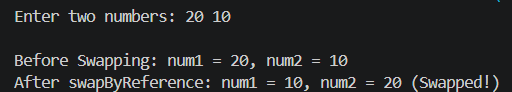 Enter two numbers: 20 10
Before Swapping: num1 = 20, num2 = 10
After swapByReference: num1 = 10, num2 = 20 (Swapped!)